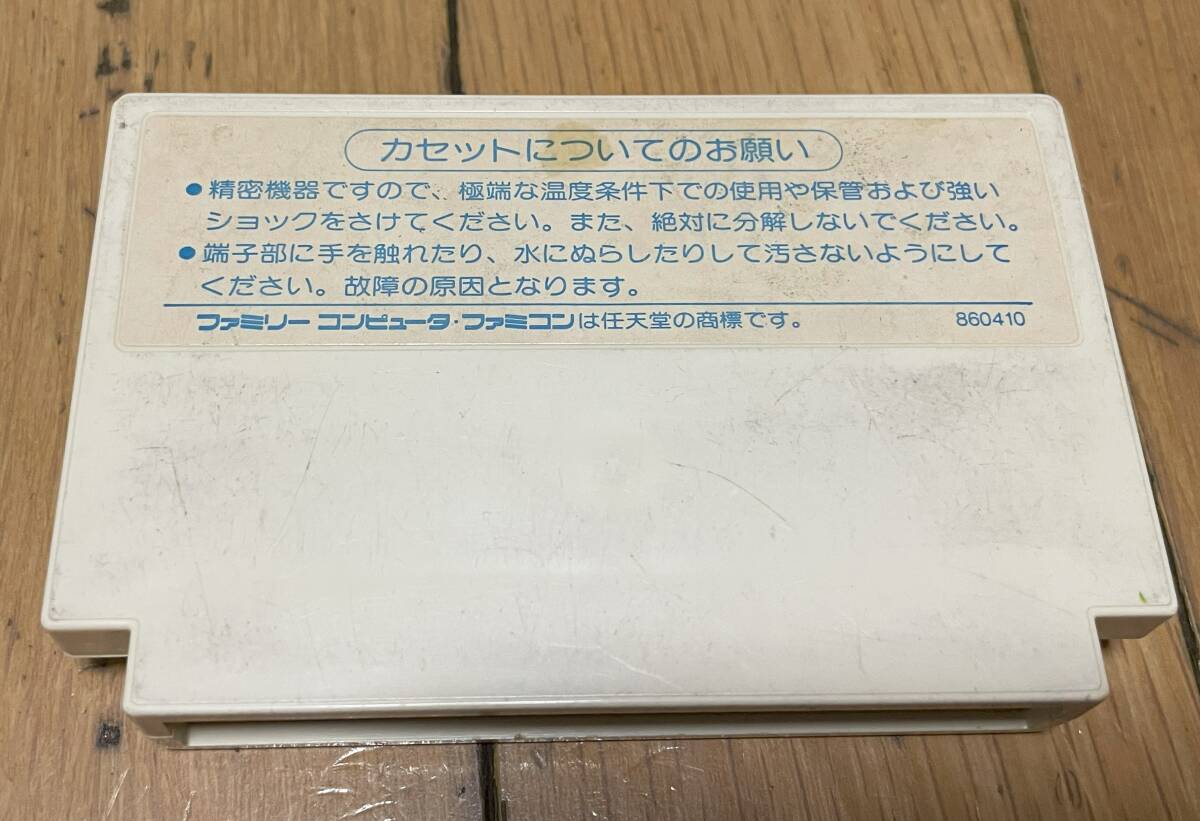 カセットについてのお願い
●精密機器ですので、極端な温度条件下での使用や保管および強い
ショックをさけてください。また、絶対に分解しないでください。
●端子部に手を触れたり、水にぬらしたりして汚さないようにして
ください。故障の原因となります。
ファミリー コンピュータ・ファミコンは任天堂の商標です。 860410